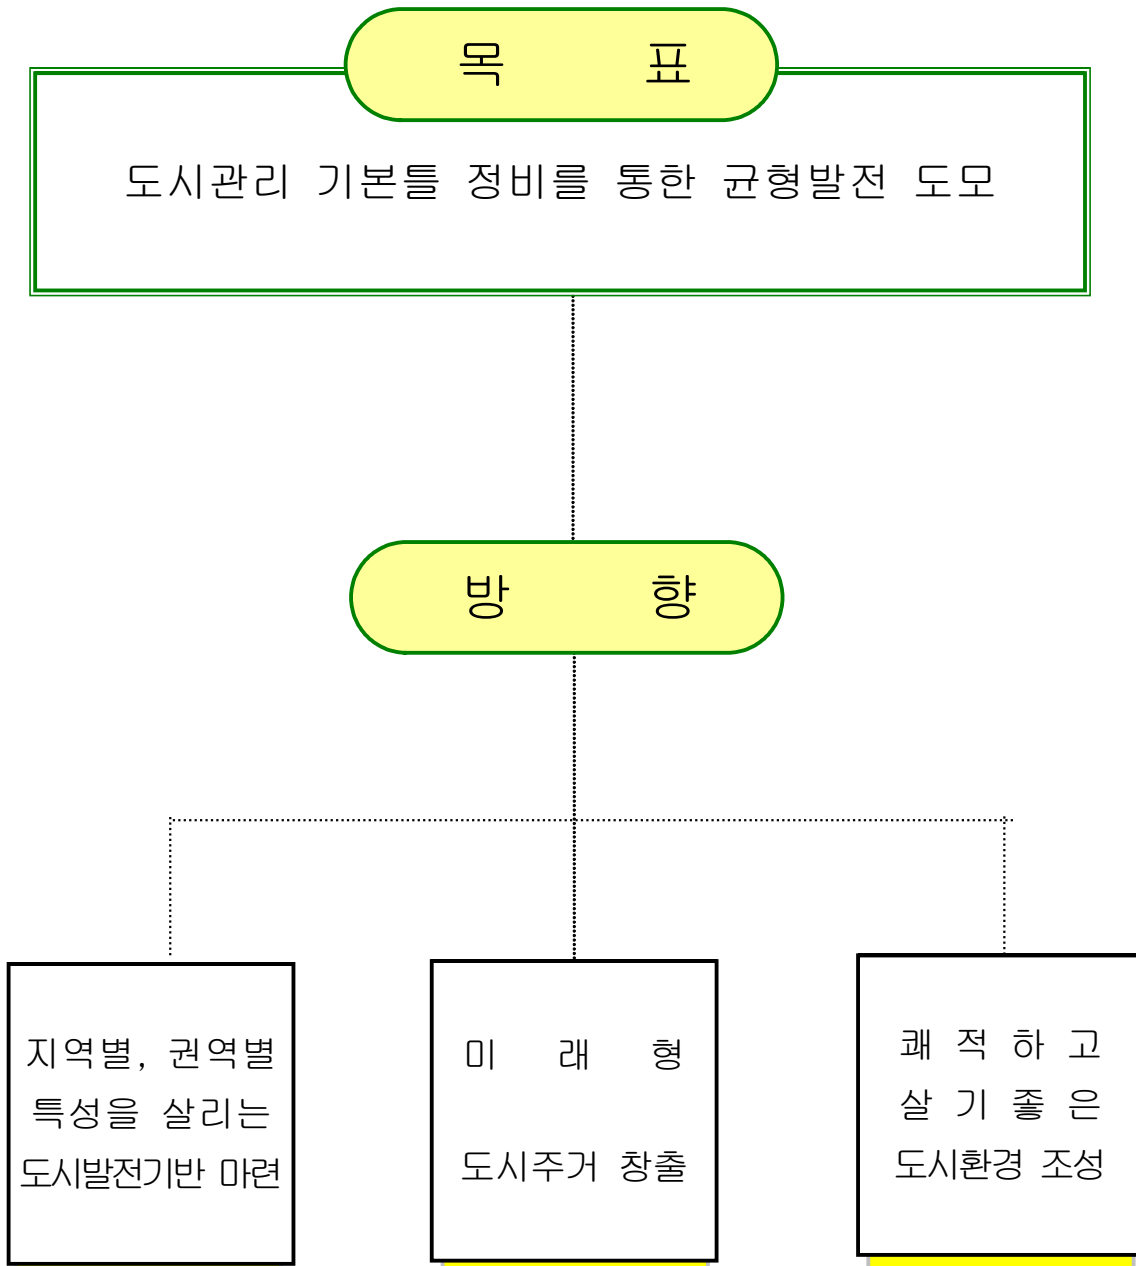 목 표
도시관리 기본틀 정비를 통한 균형발전 도모
방 향
지역별, 권역별
특성을 살리는
도시발전기반 마련
미 래 형
도시주거 창출
쾌 적 하 고
살 기 좋 은
도시환경 조성